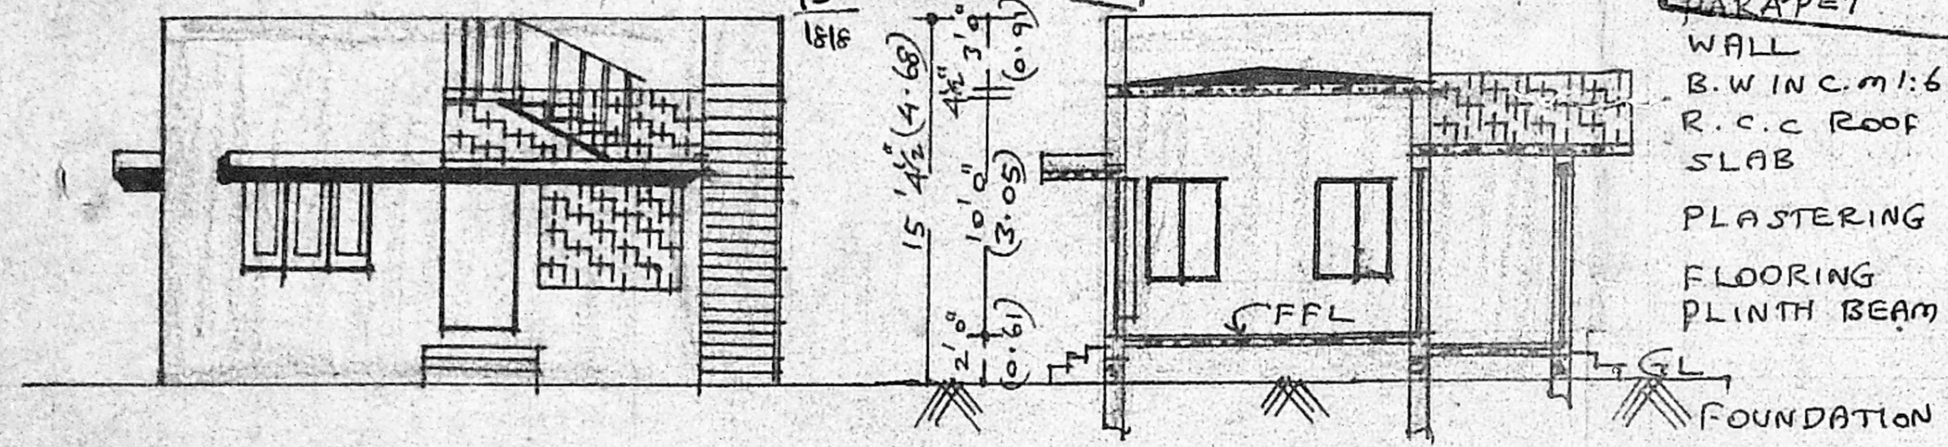 1818
15' 4½" (4.68)
3'0"
(0.91)
4½"
10'0"
(3.05)
2'0"
(0.61)
FFL
GL
PARAPET
WALL
B.W IN C.M 1:6
R.C.C ROOF
SLAB
PLASTERING
FLOORING
PLINTH BEAM
FOUNDATION